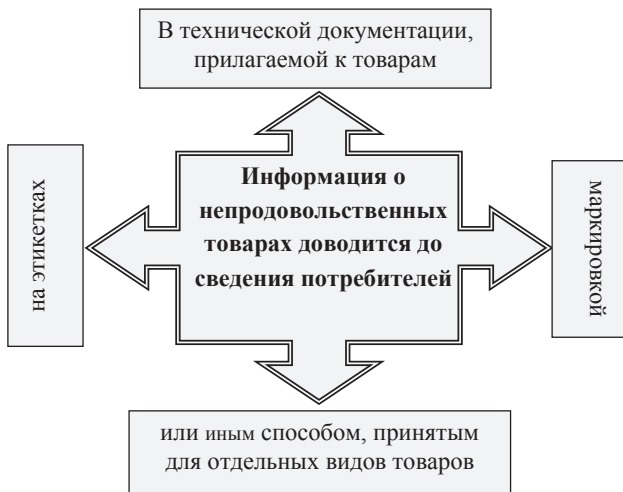 В технической документации,
прилагаемой к товарам
на этикетках
Информация о
непродовольственных
товарах доводится до
сведения потребителей
маркировкой
или иным способом, принятым
для отдельных видов товаров